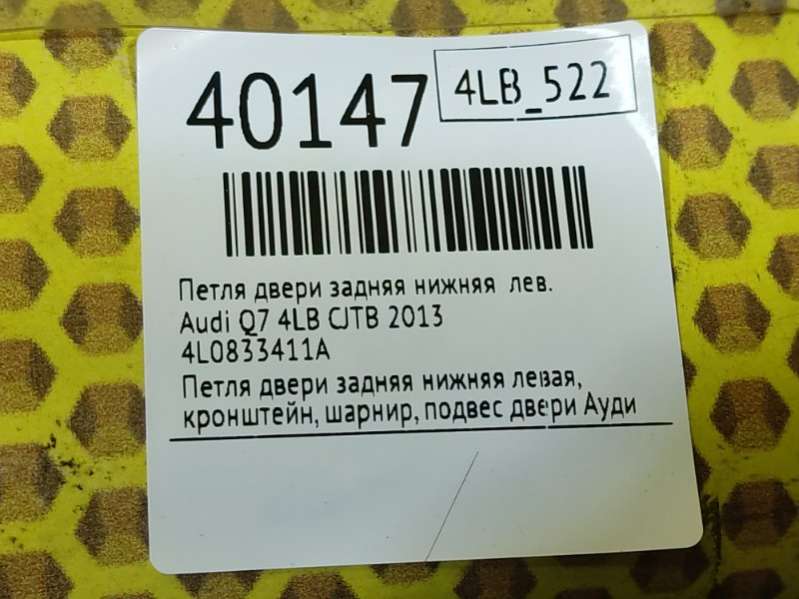 40147
4LB_522
Петля двери задняя нижняя лев.
Audi Q7 4LB CJTB 2013
4L0833411A
Петля двери задняя нижняя левая,
кронштейн, шарнир, подвес двери Ауди